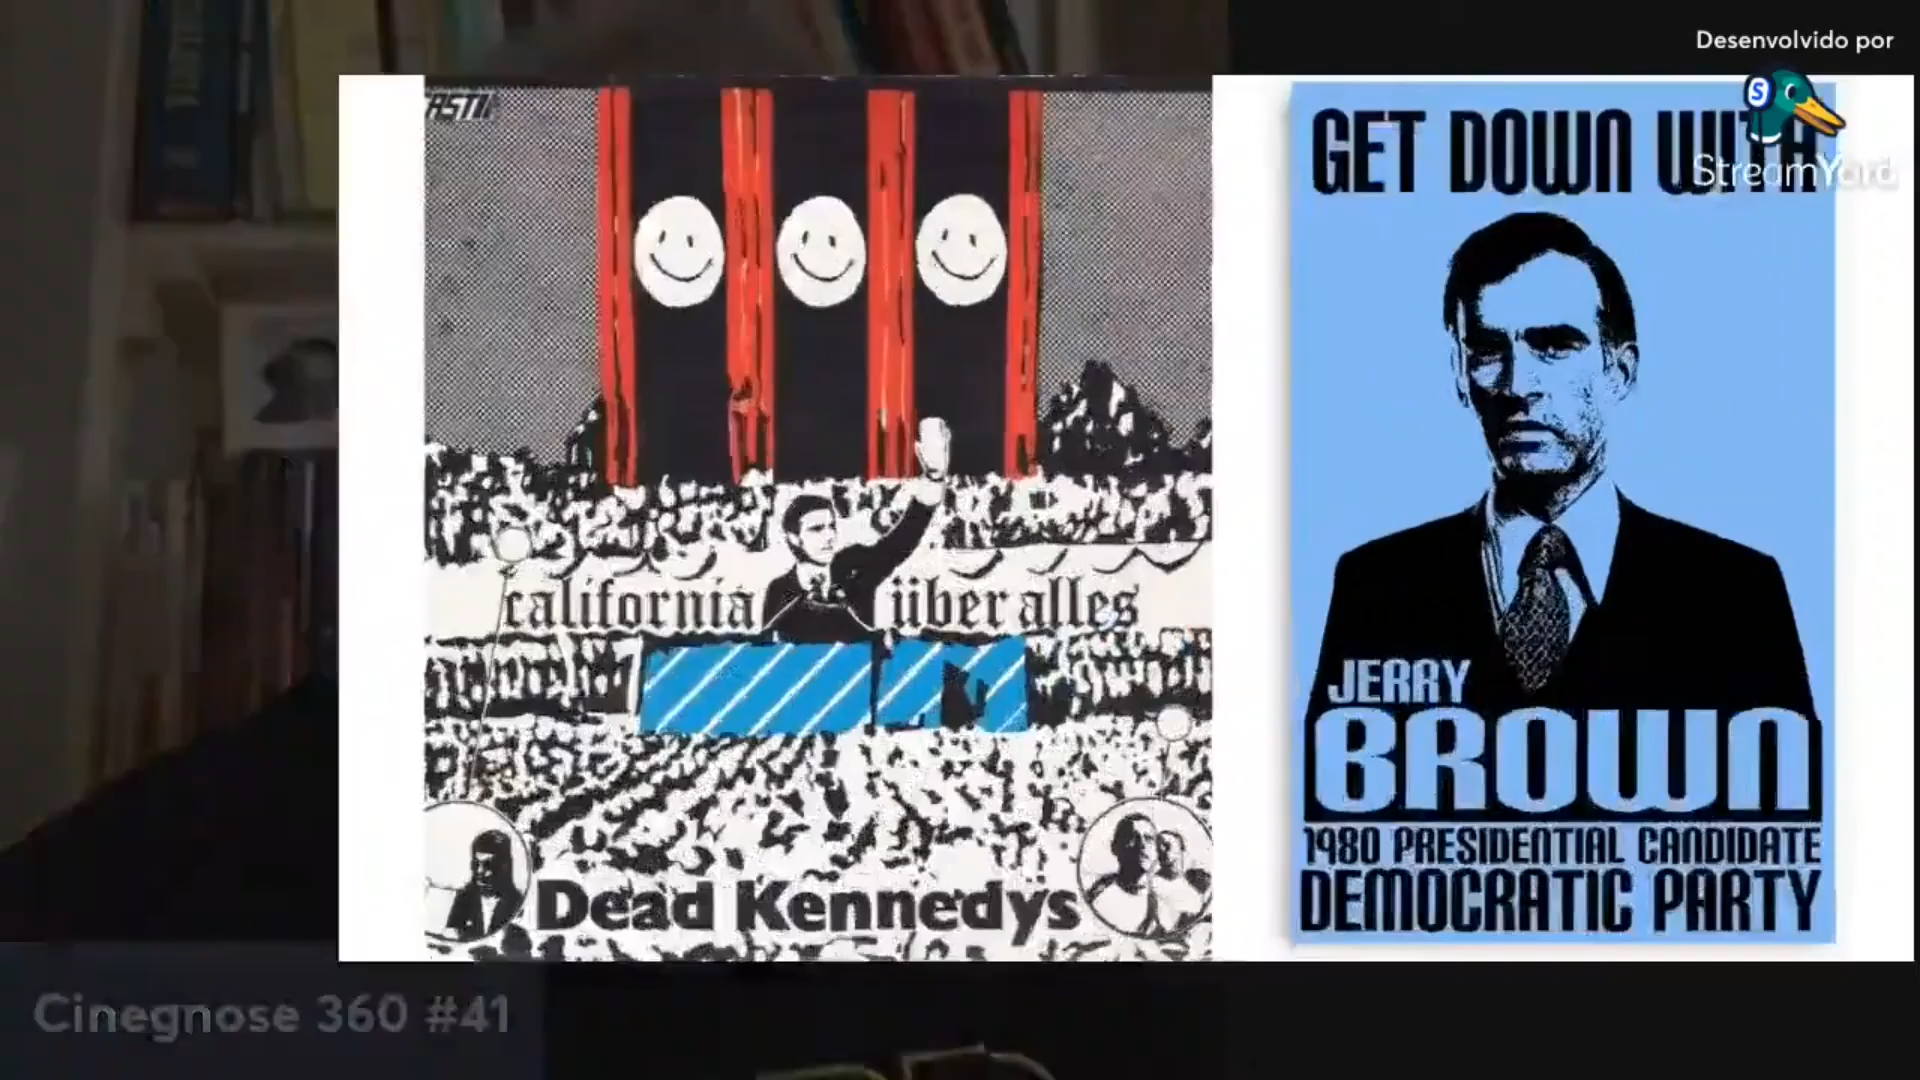 Desenvolvido por
StreamYard
GET DOWN WITH
california über alles
JERRY
BROWN
1980 PRESIDENTIAL CANDIDATE
DEMOCRATIC PARTY
Dead Kennedys
Cinegnose 360 #41